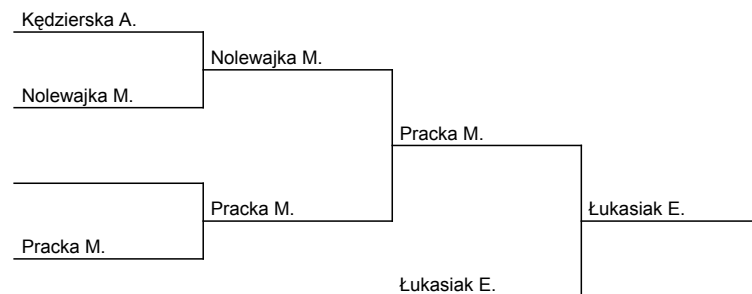 Kędzierska A.
Nolewajka M.
Nolewajka M.
Pracka M.
Pracka M.
Łukasiak E.
Pracka M.
Łukasiak E.